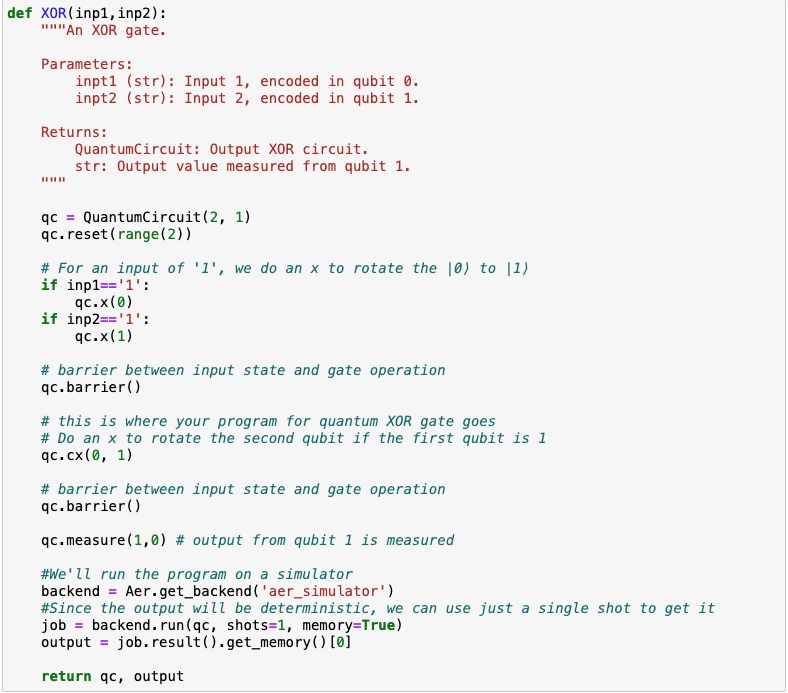 def XOR(inp1,inp2):
    """An XOR gate.

    Parameters:
        inpt1 (str): Input 1, encoded in qubit 0.
        inpt2 (str): Input 2, encoded in qubit 1.

    Returns:
        QuantumCircuit: Output XOR circuit.
        str: Output value measured from qubit 1.
    """

    qc = QuantumCircuit(2, 1)
    qc.reset(range(2))

    # For an input of '1', we do an x to rotate the |0⟩ to |1⟩
    if inp1=='1':
        qc.x(0)
    if inp2=='1':
        qc.x(1)

    # barrier between input state and gate operation
    qc.barrier()

    # this is where your program for quantum XOR gate goes
    # Do an x to rotate the second qubit if the first qubit is 1
    qc.cx(0, 1)

    # barrier between input state and gate operation
    qc.barrier()

    qc.measure(1,0) # output from qubit 1 is measured

    #We'll run the program on a simulator
    backend = Aer.get_backend('aer_simulator')
    #Since the output will be deterministic, we can use just a single shot to get it
    job = backend.run(qc, shots=1, memory=True)
    output = job.result().get_memory()[0]

    return qc, output